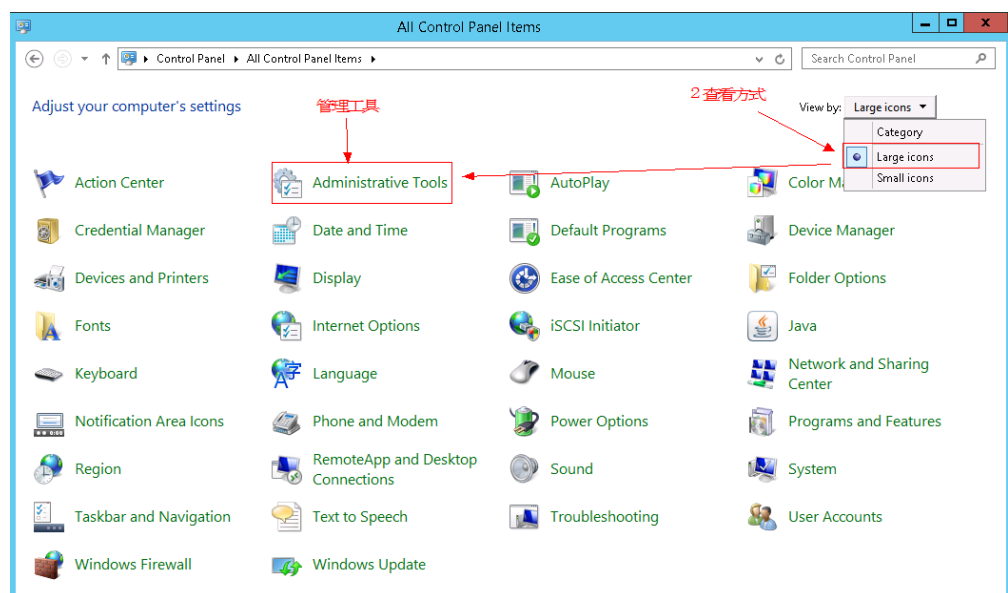 All Control Panel Items
Control Panel All Control Panel Items
Search Control Panel
Adjust your computer's settings
管理工具
2查看方式
View by: Large icons
Category
Large icons
Small icons
Action Center
Administrative Tools
AutoPlay
Color Ma
Credential Manager
Date and Time
Default Programs
Device Manager
Devices and Printers
Display
Ease of Access Center
Folder Options
Fonts
Internet Options
iSCSI Initiator
Java
Keyboard
Language
Mouse
Network and Sharing
Center
Notification Area Icons
Phone and Modem
Power Options
Programs and Features
Region
RemoteApp and Desktop
Connections
Sound
System
Taskbar and Navigation
Text to Speech
Troubleshooting
User Accounts
Windows Firewall
Windows Update